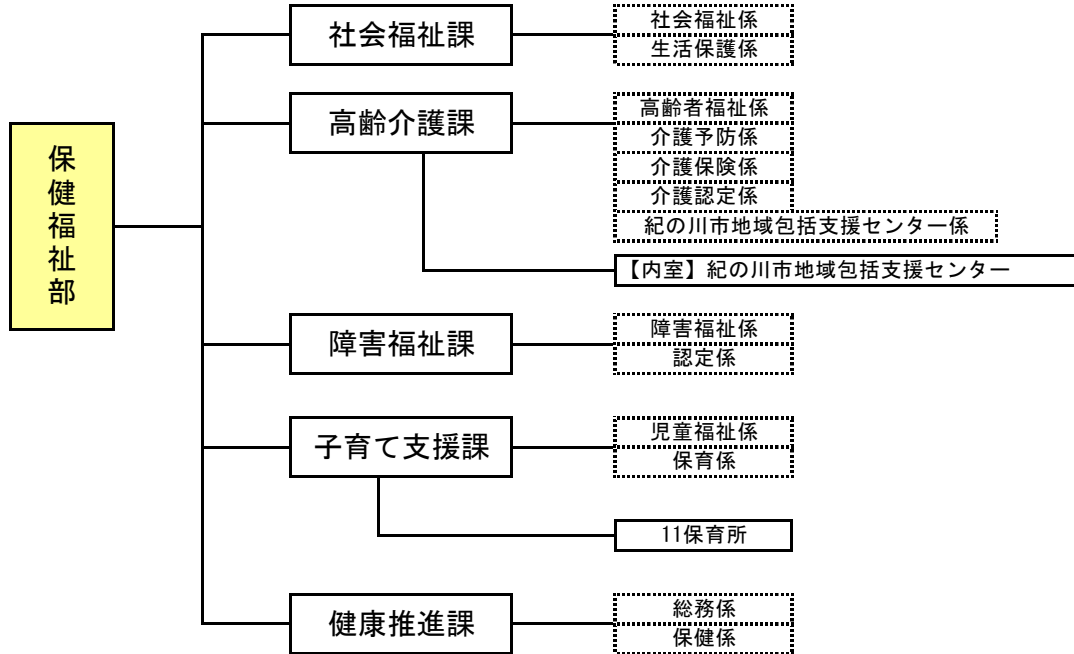 保健福祉部
社会福祉課
社会福祉係
生活保護係
高齢介護課
高齢者福祉係
介護予防係
介護保険係
介護認定係
紀の川市地域包括支援センター係
【内室】紀の川市地域包括支援センター
障害福祉課
障害福祉係
認定係
子育て支援課
児童福祉係
保育係
11保育所
健康推進課
総務係
保健係